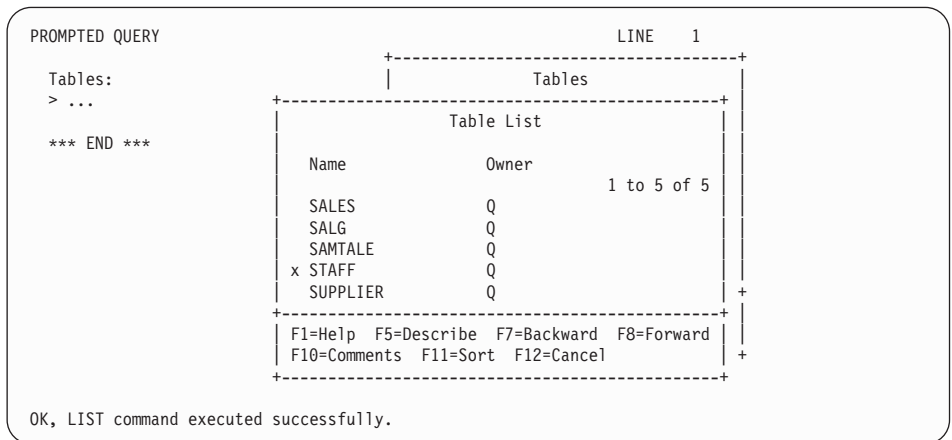 PROMPTED QUERY LINE 1
Tables: Tables
> ...
Table List
*** END ***
Name Owner
1 to 5 of 5
SALES Q
SALG Q
SAMTALE Q
x STAFF Q
SUPPLIER Q
F1=Help F5=Describe F7=Backward F8=Forward
F10=Comments F11=Sort F12=Cancel
OK, LIST command executed successfully.